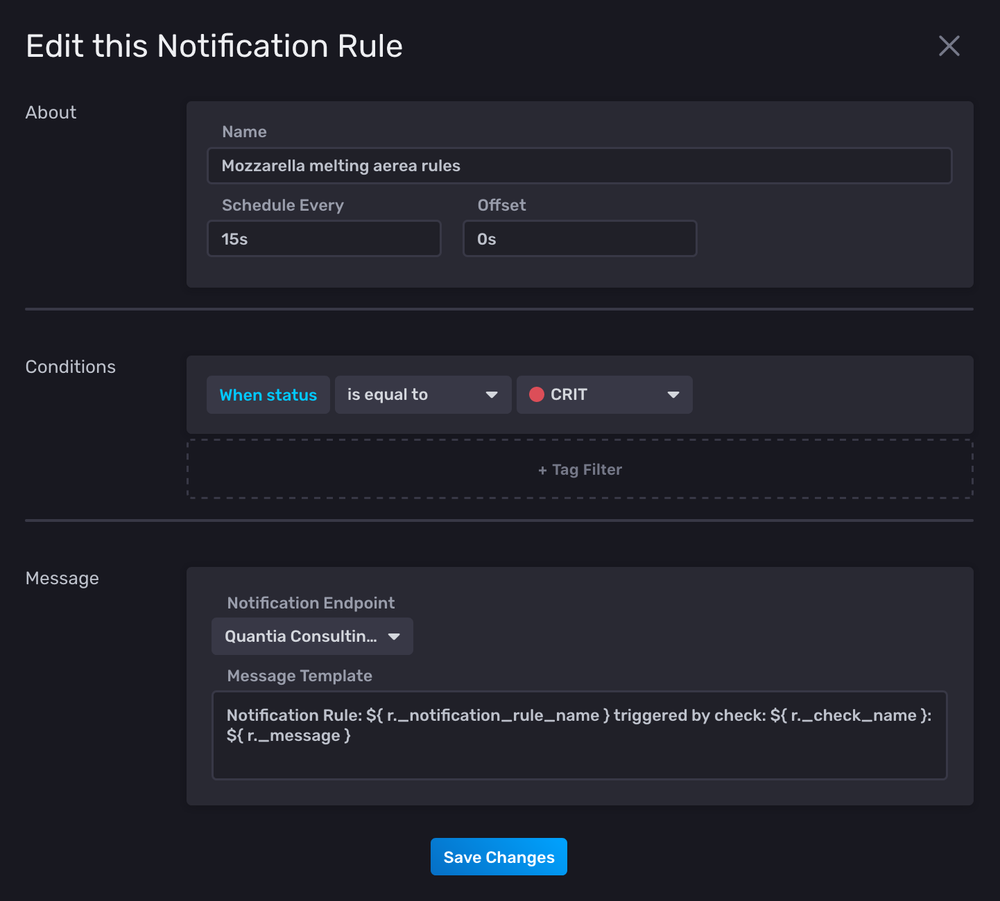 Edit this Notification Rule
About
Name
Mozzarella melting aerea rules
Schedule Every
Offset
15s
0s
Conditions
When status
is equal to
CRIT
+ Tag Filter
Message
Notification Endpoint
Quantia Consultin...
Message Template
Notification Rule: ${ r._notification_rule_name } triggered by check: ${ r._check_name }:
${ r._message }
Save Changes